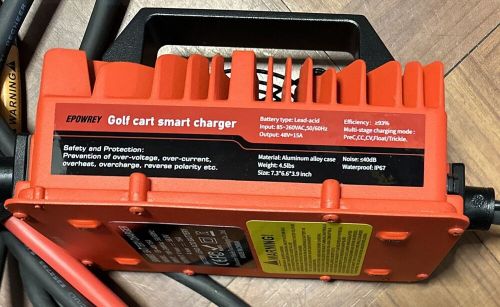 WARNING
EPOWREY
Golf cart smart charger
Battery type: Lead-acid
Input: 85-260VAC,50/60Hz
Output: 48V=15A
Efficiency : ≥93%
Multi-stage charging mode :
PreC,CC,CV/Float/Trickle.
Safety and Protection:
Prevention of over-voltage, over-current,
overheat, overcharge, reverse polarity etc.
Material: Aluminum alloy case
Weight: 4.5lbs
Size: 7.3*6.6*3.9 inch
Noise: ≤40dB
Waterproof: IP67
WARNING!